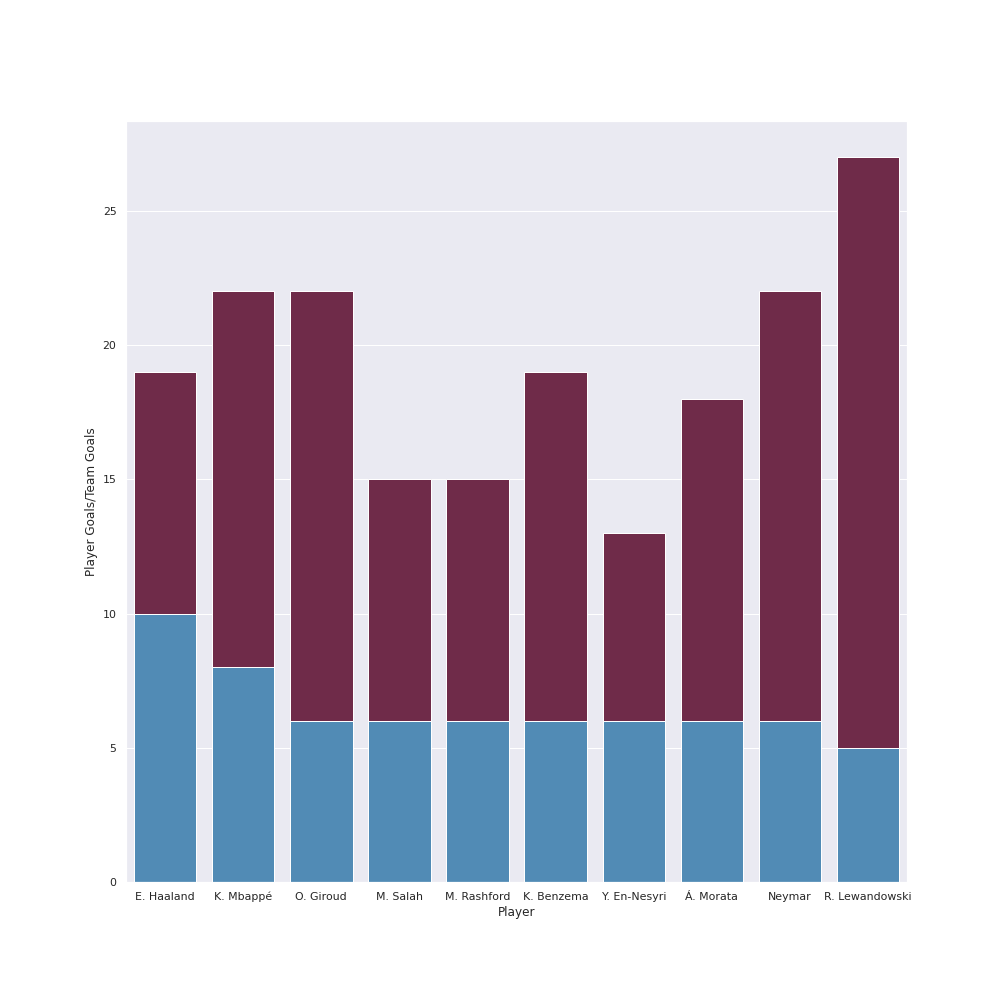 Player Goals/Team Goals
25
20
15
10
5
0
E. Haaland K. Mbappé O. Giroud M. Salah M. Rashford K. Benzema Y. En-Nesyri Á. Morata Neymar R. Lewandowski
Player